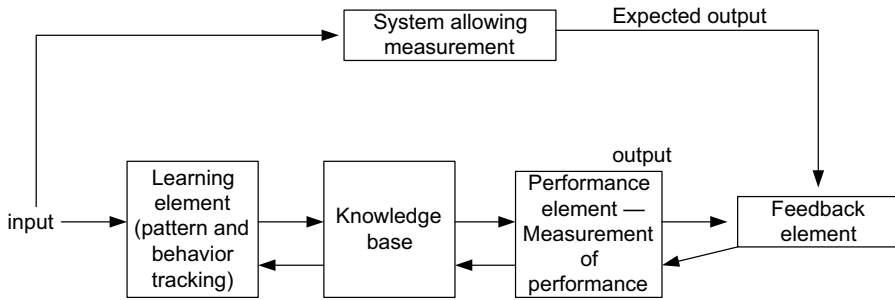 System allowing
measurement
Expected output
input
Learning
element
(pattern and
behavior
tracking)
Knowledge
base
output
Performance
element —
Measurement
of
performance
Feedback
element